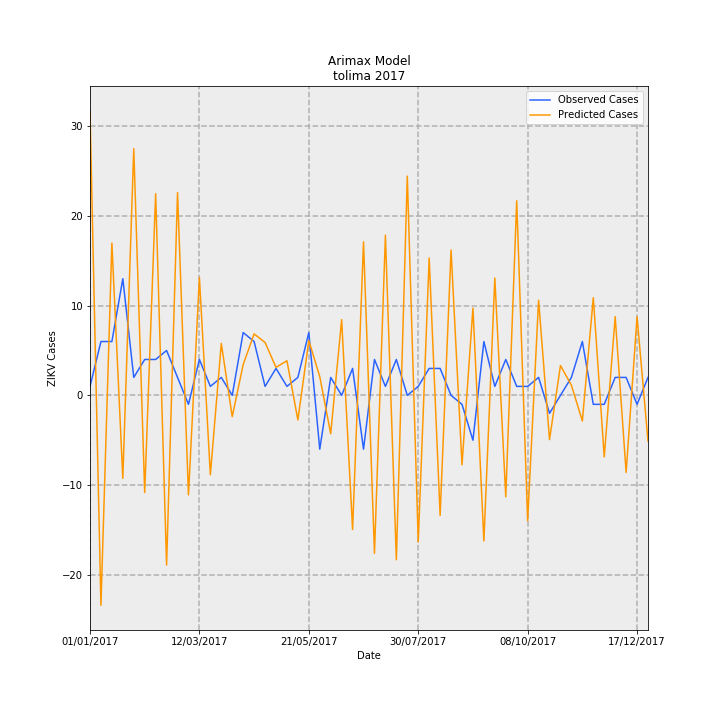 Arimax Model
tolima 2017
Observed Cases
Predicted Cases
30
20
10
0
−10
−20
ZIKV Cases
01/01/2017 12/03/2017 21/05/2017 30/07/2017 08/10/2017 17/12/2017
Date